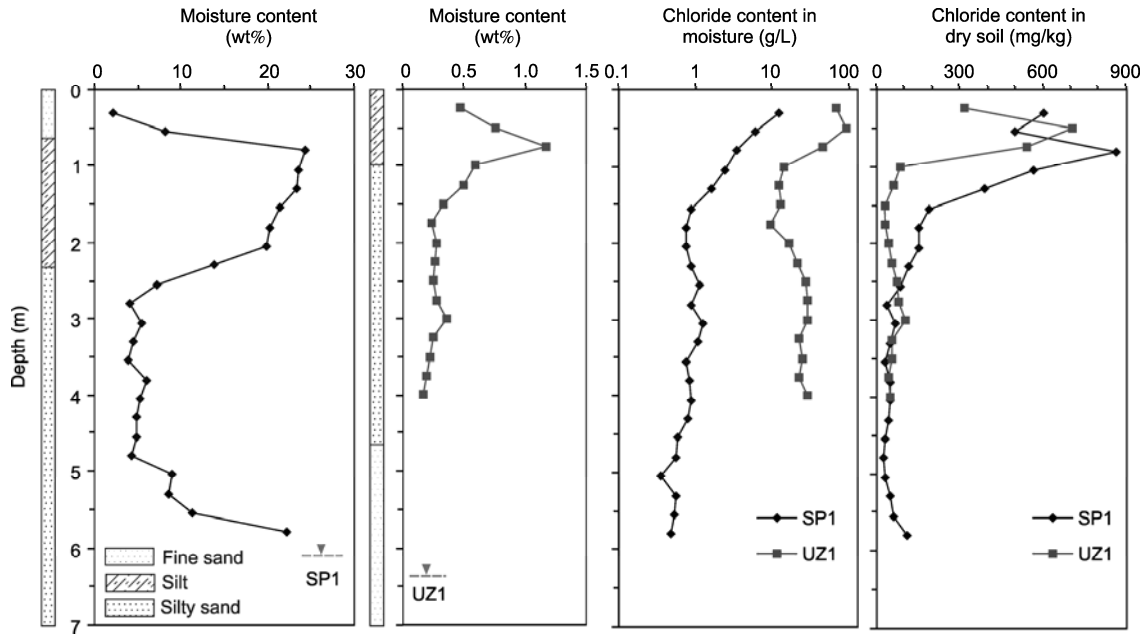 Moisture content
(wt%)
0 10 20 30
Moisture content
(wt%)
0 0.5 1.0 1.5
Chloride content in
moisture (g/L)
0.1 1 10 100
Chloride content in
dry soil (mg/kg)
0 300 600 900
Depth (m)
0
1
2
3
4
5
6
7
Fine sand
Silt
Silty sand
SP1
UZ1
SP1
UZ1
SP1
UZ1